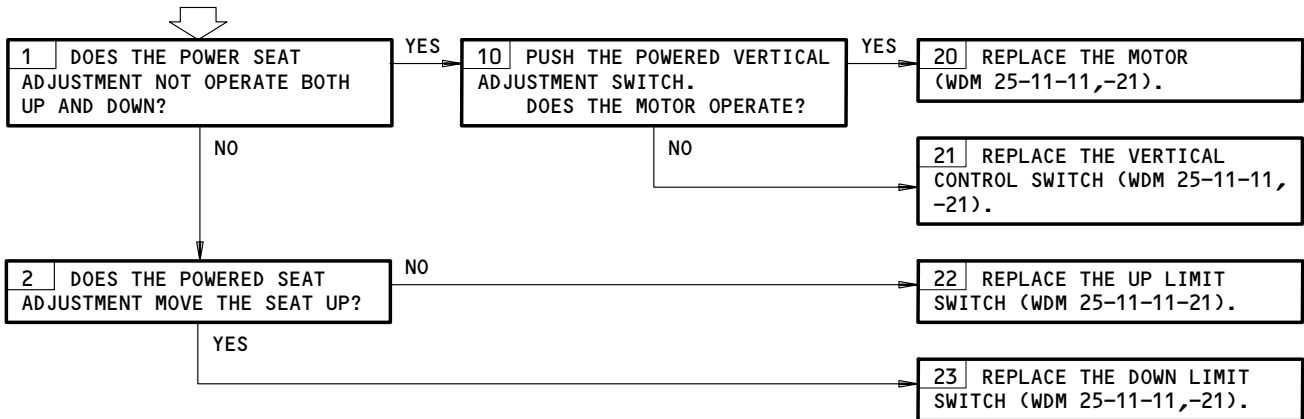 1 DOES THE POWER SEAT
ADJUSTMENT NOT OPERATE BOTH
UP AND DOWN?
YES
10 PUSH THE POWERED VERTICAL
ADJUSTMENT SWITCH.
DOES THE MOTOR OPERATE?
YES
20 REPLACE THE MOTOR
(WDM 25-11-11,-21).
NO
NO
21 REPLACE THE VERTICAL
CONTROL SWITCH (WDM 25-11-11,
-21).
2 DOES THE POWERED SEAT
ADJUSTMENT MOVE THE SEAT UP?
NO
22 REPLACE THE UP LIMIT
SWITCH (WDM 25-11-11-21).
YES
23 REPLACE THE DOWN LIMIT
SWITCH (WDM 25-11-11,-21).